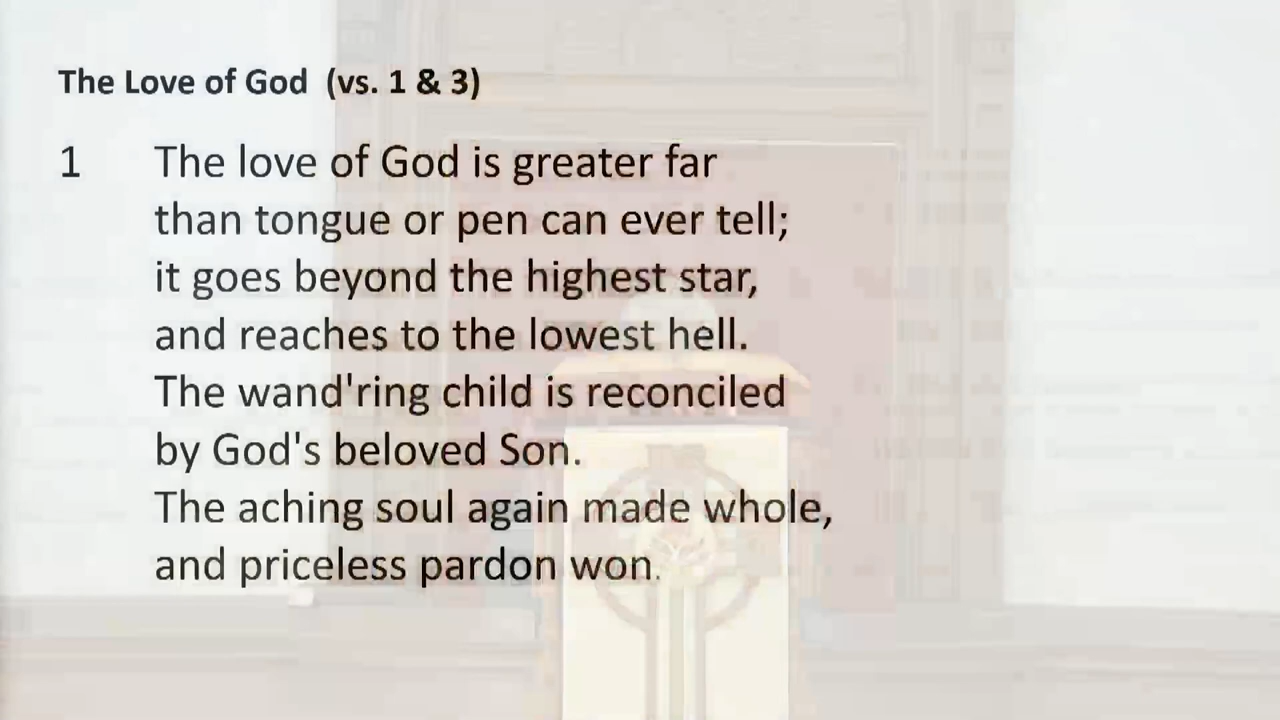 The Love of God (vs. 1 & 3)
1 The love of God is greater far
than tongue or pen can ever tell;
it goes beyond the highest star,
and reaches to the lowest hell.
The wand'ring child is reconciled
by God's beloved Son.
The aching soul again made whole,
and priceless pardon won.